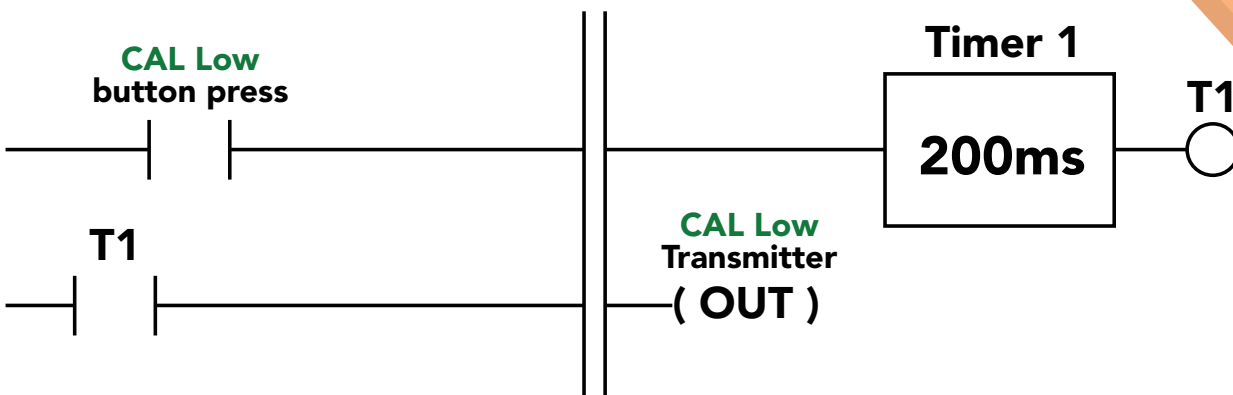 Timer 1
CAL Low
button press
T1
200ms
T1
CAL Low
Transmitter
( OUT )